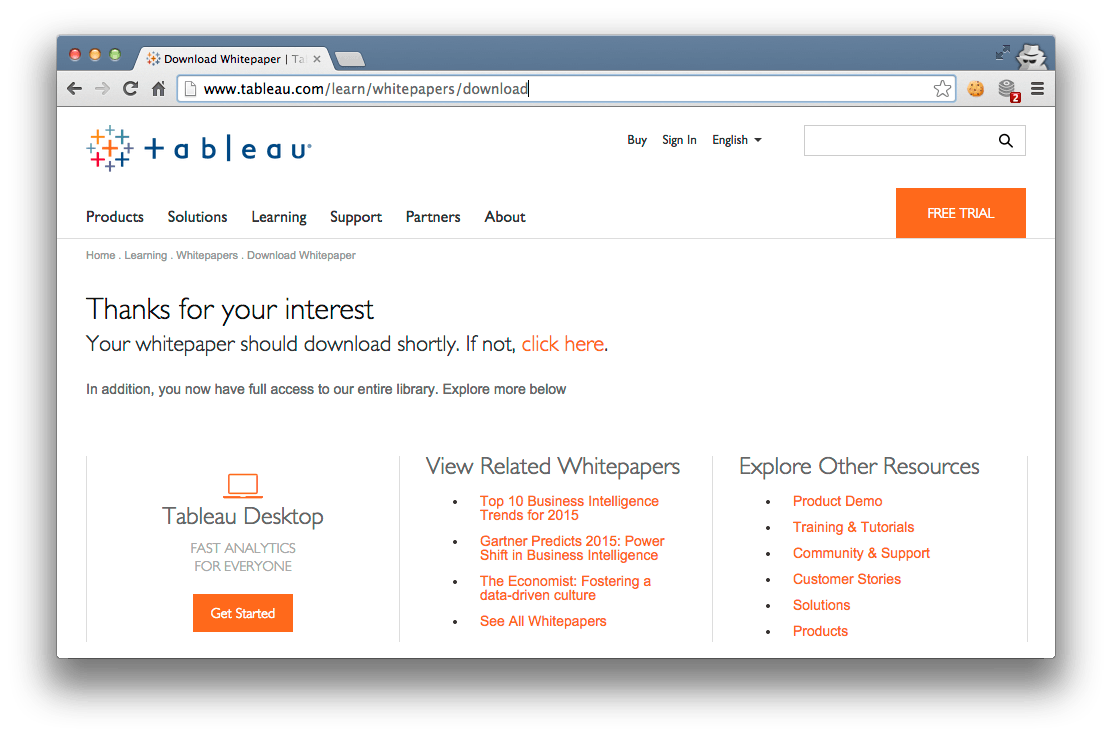 Download Whitepaper | Ta
www.tableau.com/learn/whitepapers/download
2
+ a b l e a u
Buy Sign In English
Products Solutions Learning Support Partners About
FREE TRIAL
Home . Learning . Whitepapers . Download Whitepaper
Thanks for your interest
Your whitepaper should download shortly. If not, click here.
In addition, you now have full access to our entire library. Explore more below
Tableau Desktop
FAST ANALYTICS
FOR EVERYONE
Get Started
View Related Whitepapers
Top 10 Business Intelligence
Trends for 2015
Gartner Predicts 2015: Power
Shift in Business Intelligence
The Economist: Fostering a
data-driven culture
See All Whitepapers
Explore Other Resources
Product Demo
Training & Tutorials
Community & Support
Customer Stories
Solutions
Products